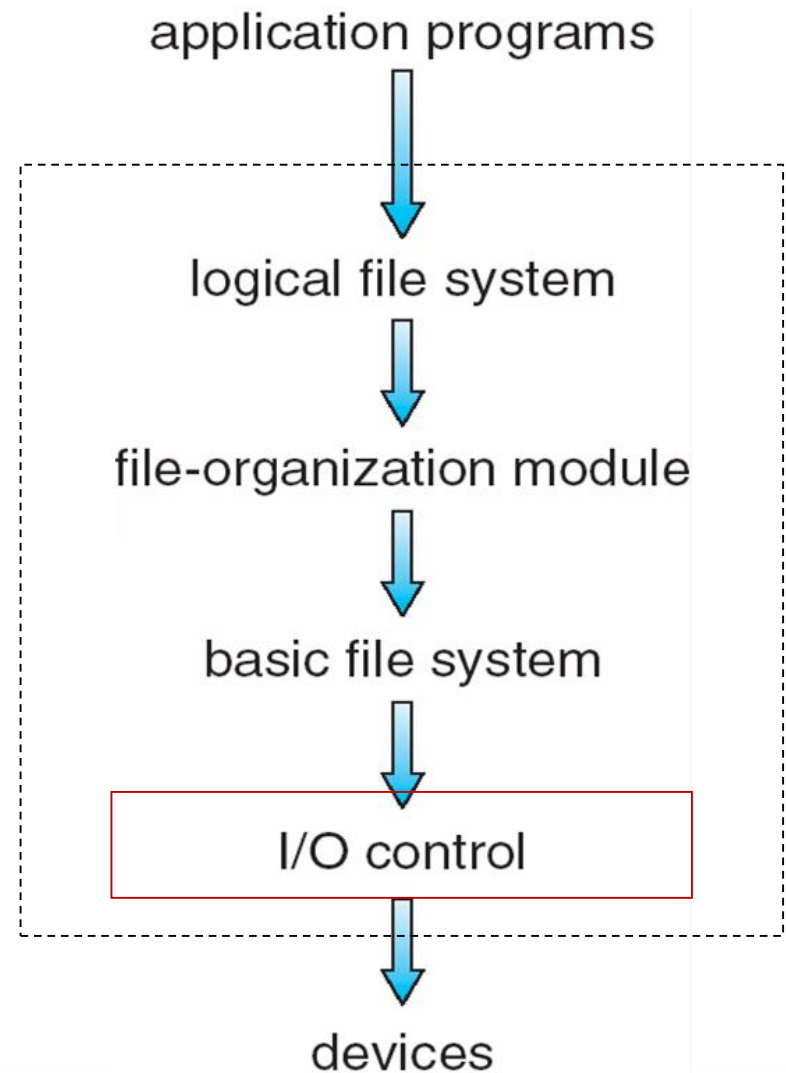 application programs
logical file system
file-organization module
basic file system
I/O control
devices